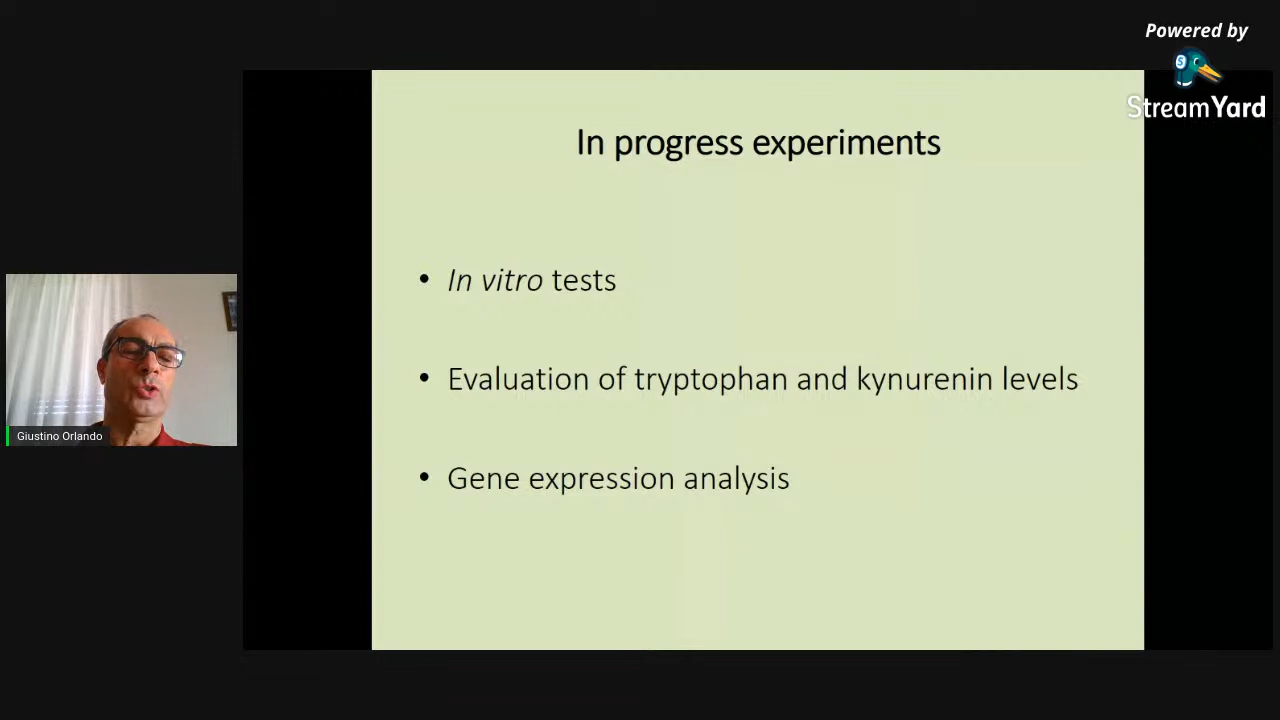 Powered by
StreamYard
In progress experiments
• In vitro tests
• Evaluation of tryptophan and kynurenin levels
• Gene expression analysis
Giustino Orlando